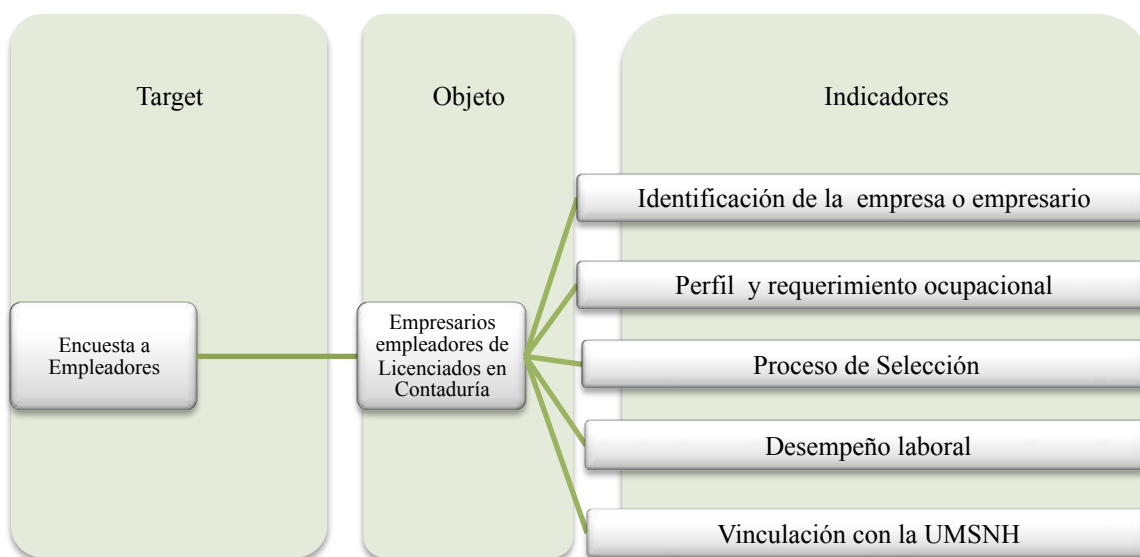 Target
Objeto
Indicadores
Encuesta a
Empleadores
Empresarios
empleadores de
Licenciados en
Contaduría
Identificación de la  empresa o empresario
Perfil  y requerimiento ocupacional
Proceso de Selección
Desempeño laboral
Vinculación con la UMSNH